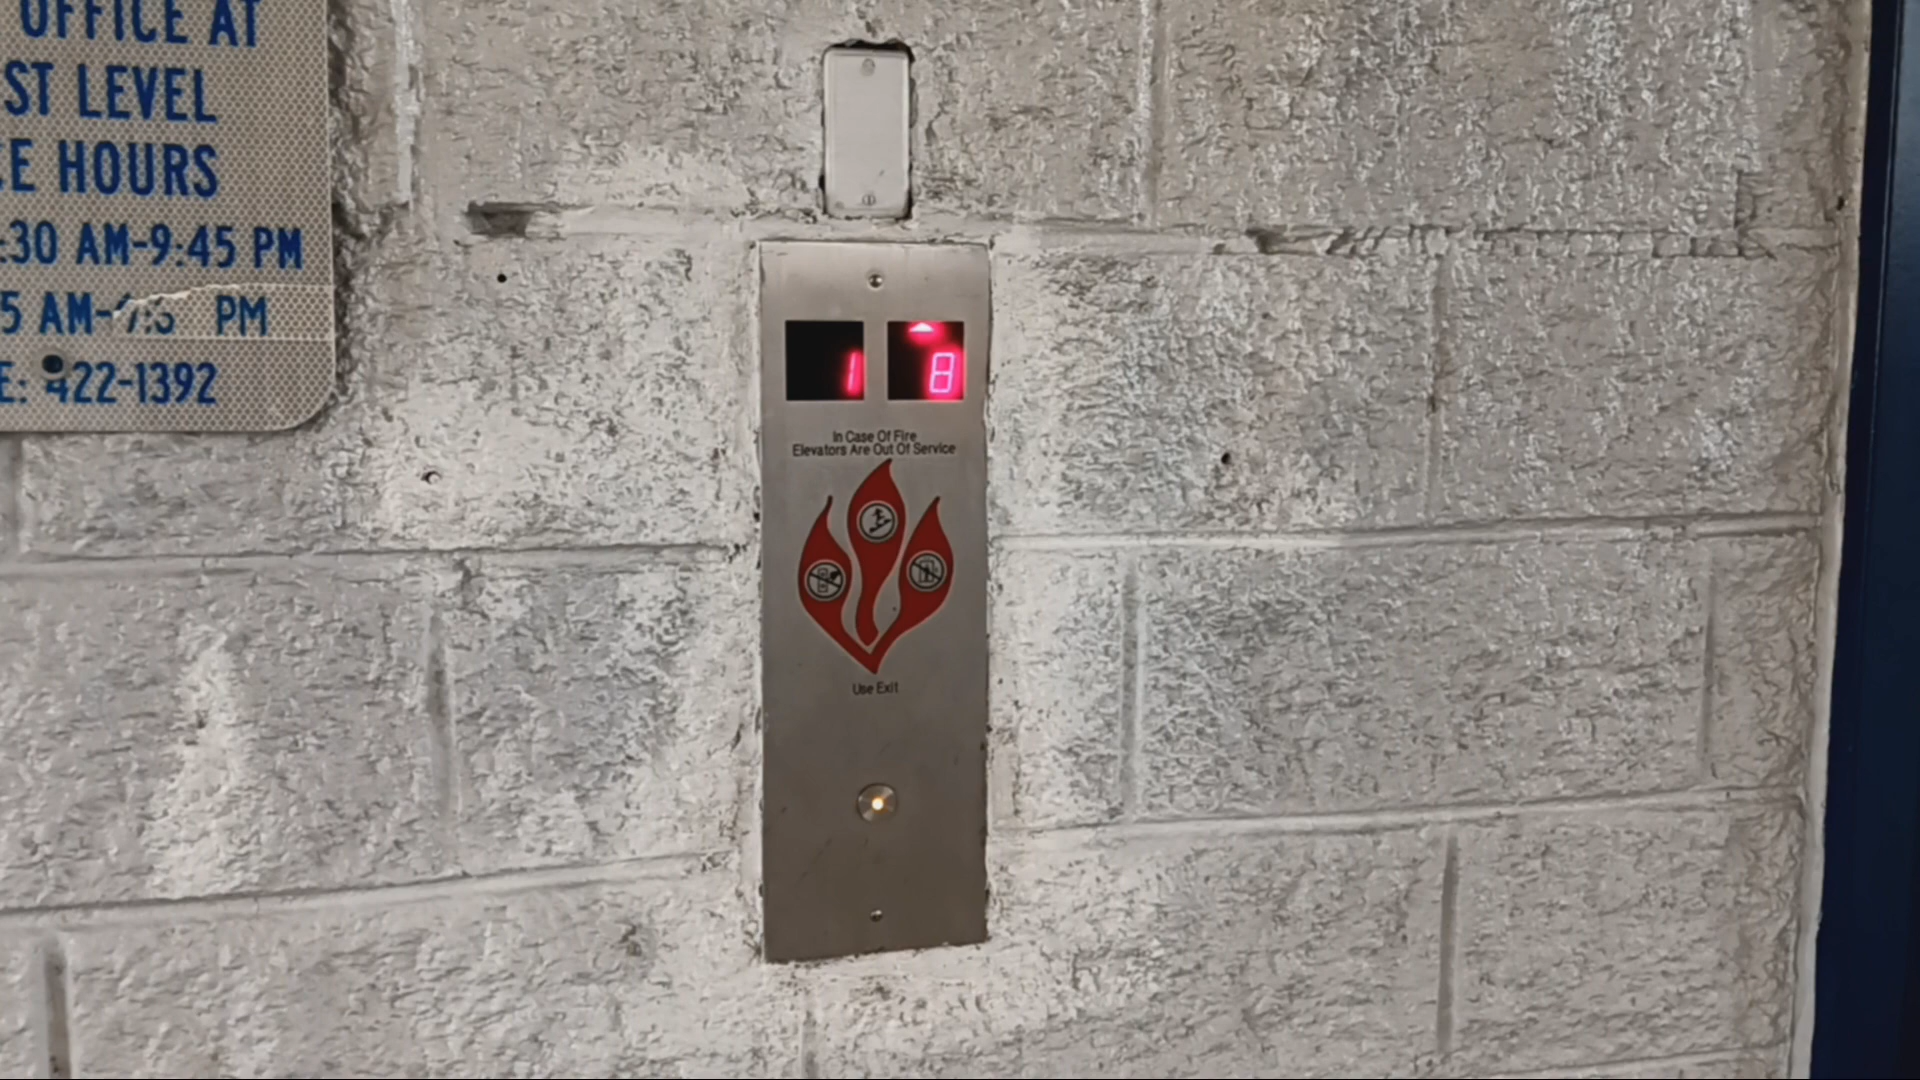 OFFICE AT
ST LEVEL
CE HOURS
:30 AM-9:45 PM
5 AM- PM
E: 422-1392
1
8
In Case Of Fire
Elevators Are Out Of Service
Use Exit